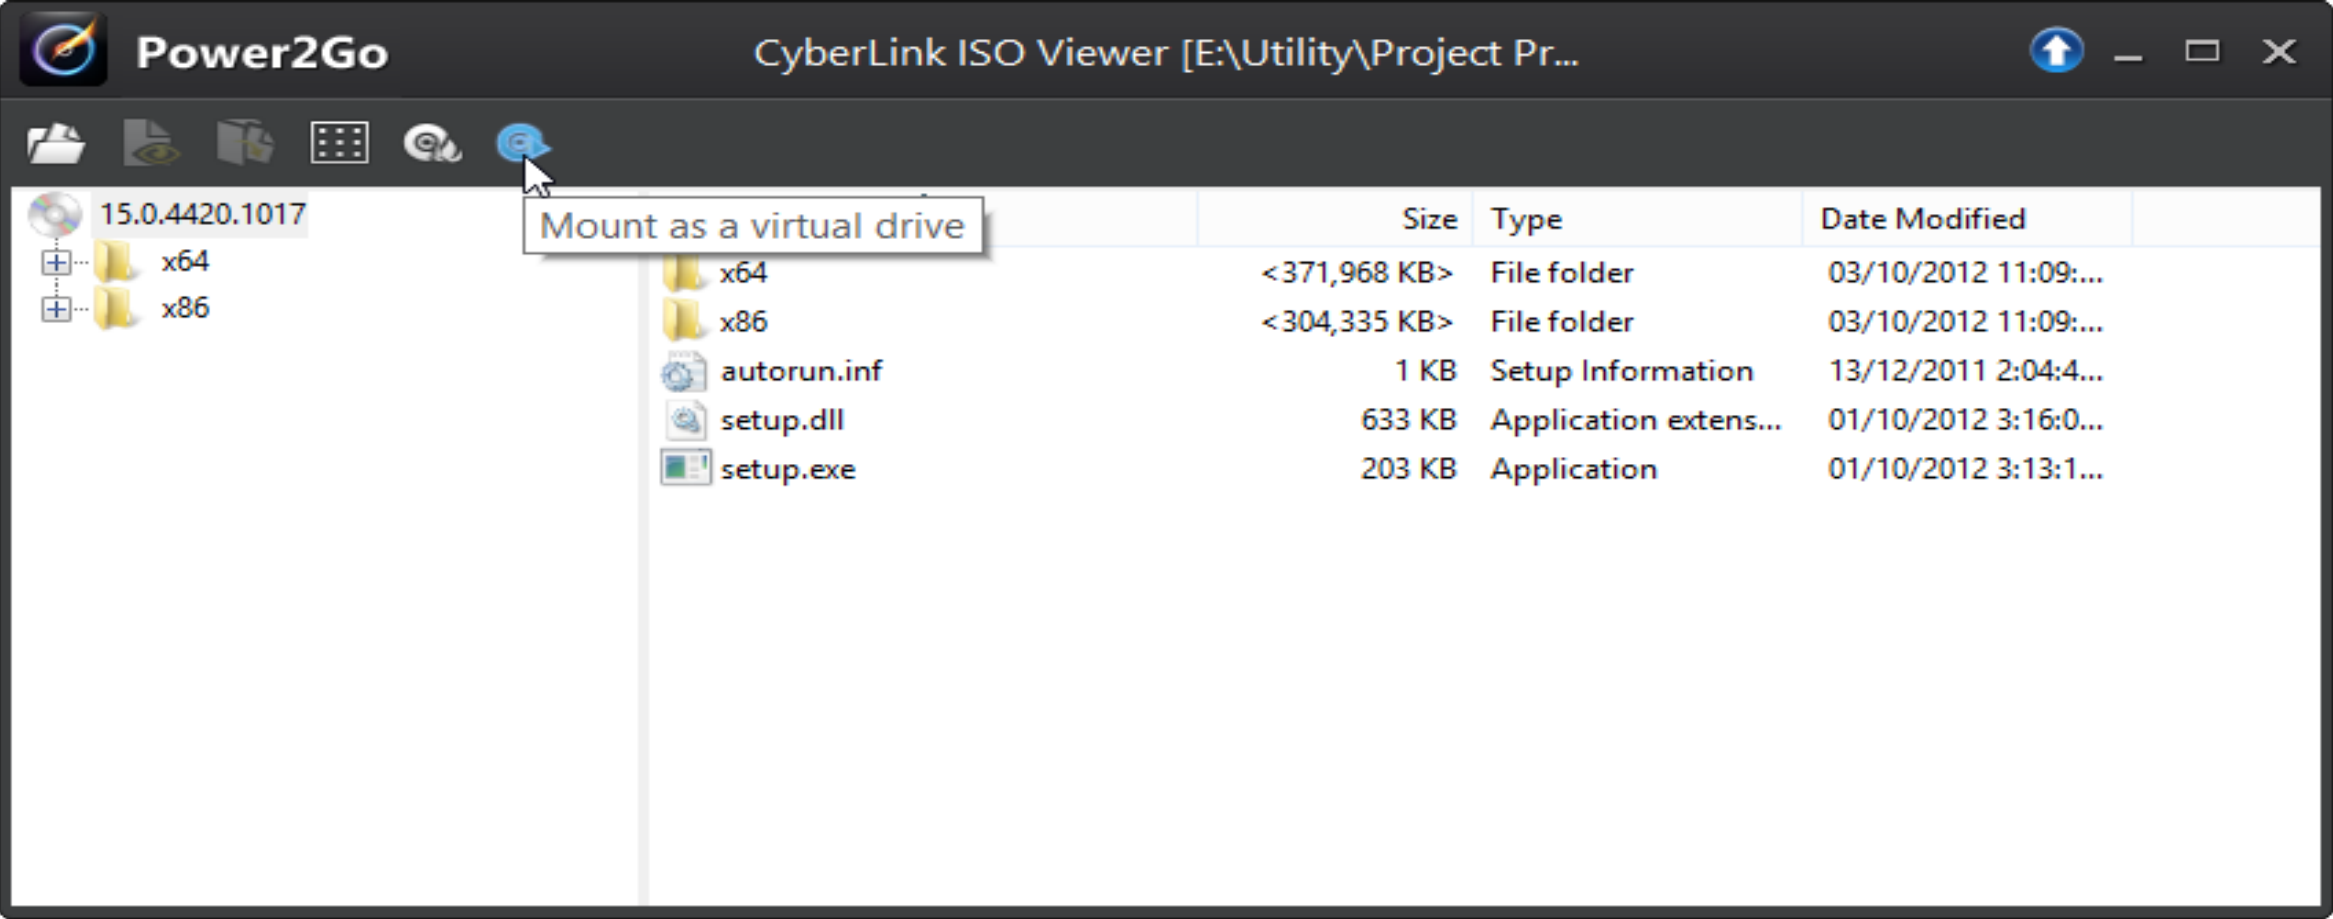 Power2Go CyberLink ISO Viewer [E:\Utility\Project Pr...
15.0.4420.1017
x64
x86
Mount as a virtual drive
Size Type Date Modified
x64 <371,968 KB> File folder 03/10/2012 11:09:...
x86 <304,335 KB> File folder 03/10/2012 11:09:...
autorun.inf 1 KB Setup Information 13/12/2011 2:04:4...
setup.dll 633 KB Application extens... 01/10/2012 3:16:0...
setup.exe 203 KB Application 01/10/2012 3:13:1...